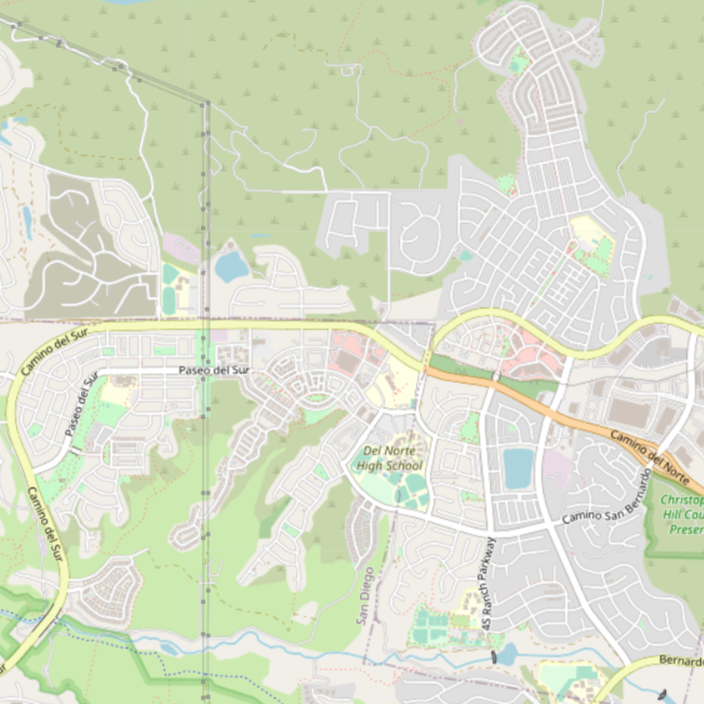 Camino del Sur
Paseo del Sur
Paseo del Sur
Camino del Sur
Del Norte
High School
Camino del Norte
Camino San Bernardo
Christop
Hill Cou
Preser
4S Ranch Parkway
San Diego
Bernardo
ur